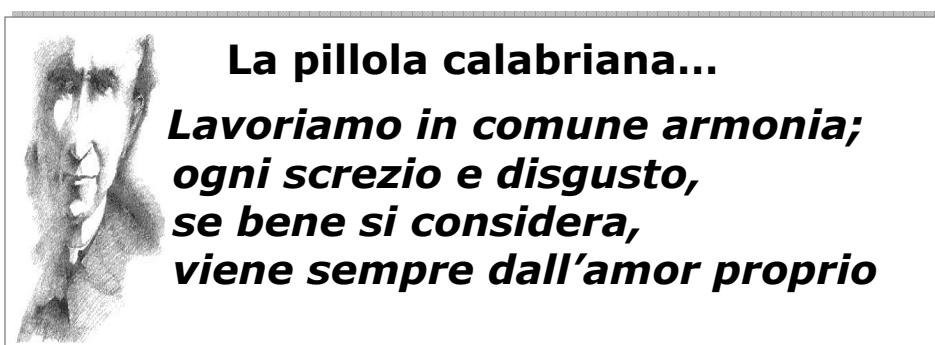 La pillola calabriana…
Lavoriamo in comune armonia;
ogni screzio e disgusto,
se bene si considera,
viene sempre dall’amor proprio